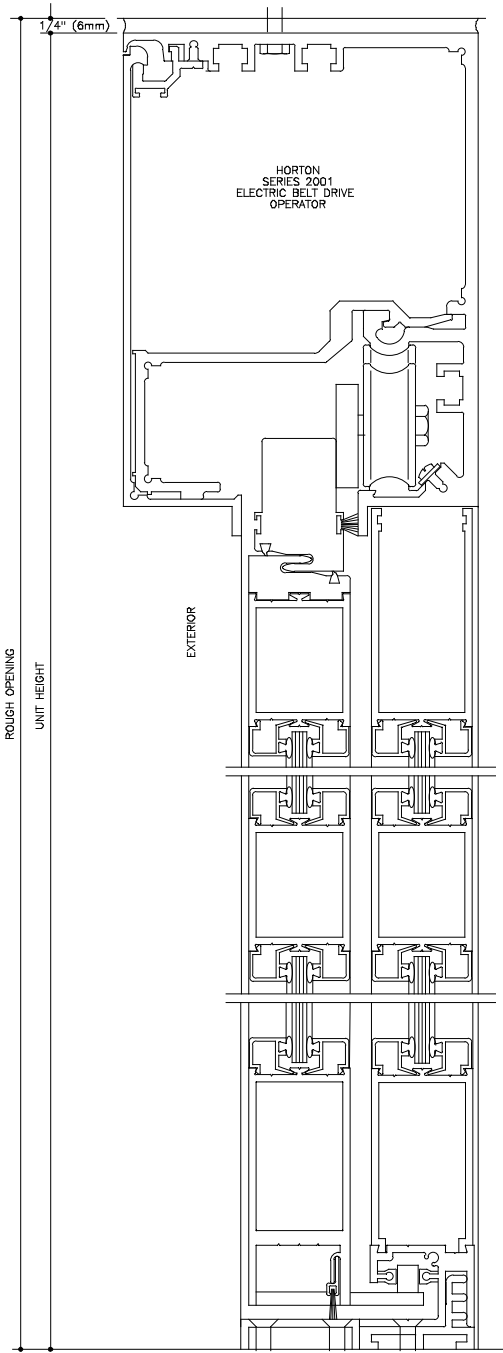 1/4" (6mm)
HORTON
SERIES 2001
ELECTRIC BELT DRIVE
OPERATOR
EXTERIOR
ROUGH OPENING
UNIT HEIGHT